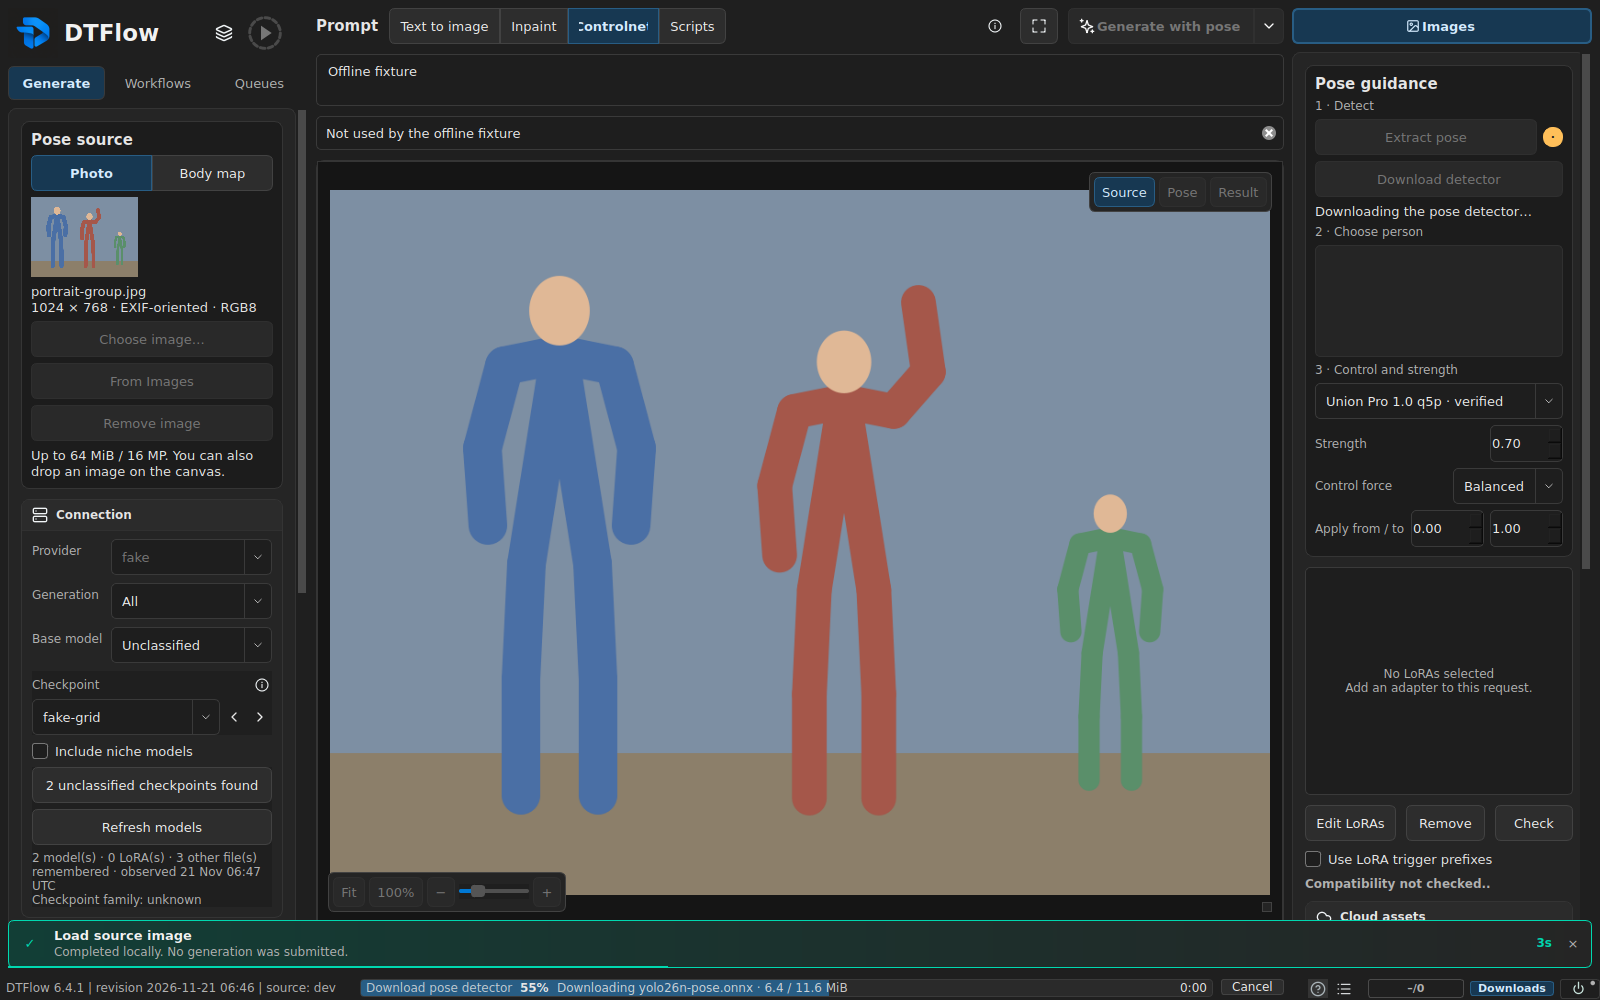 DTFlow
Generate
Workflows
Queues
Pose source
Photo
Body map
portrait-group.jpg
1024 × 768 · EXIF-oriented · RGB8
Choose image...
From Images
Remove image
Up to 64 MiB / 16 MP. You can also
drop an image on the canvas.
Connection
Provider
fake
Generation
All
Base model
Unclassified
Checkpoint
fake-grid
Include niche models
2 unclassified checkpoints found
Refresh models
2 model(s) · 0 LoRA(s) · 3 other file(s)
remembered · observed 21 Nov 06:47
UTC
Checkpoint family: unknown
Prompt
Text to image
Inpaint
Controlnet
Scripts
Generate with pose
Offline fixture
Not used by the offline fixture
Source
Pose
Result
Fit
100%
−
+
Images
Pose guidance
1 · Detect
Extract pose
Download detector
Downloading the pose detector...
2 · Choose person
3 · Control and strength
Union Pro 1.0 q5p · verified
Strength
0.70
Control force
Balanced
Apply from / to
0.00
1.00
No LoRAs selected
Add an adapter to this request.
Edit LoRAs
Remove
Check
Use LoRA trigger prefixes
Compatibility not checked..
Cloud assets
Load source image
Completed locally. No generation was submitted.
3s
DTFlow 6.4.1 | revision 2026-11-21 06:46 | source: dev
Download pose detector 55% Downloading yolo26n-pose.onnx · 6.4 / 11.6 MiB
0:00
Cancel
–/0
Downloads